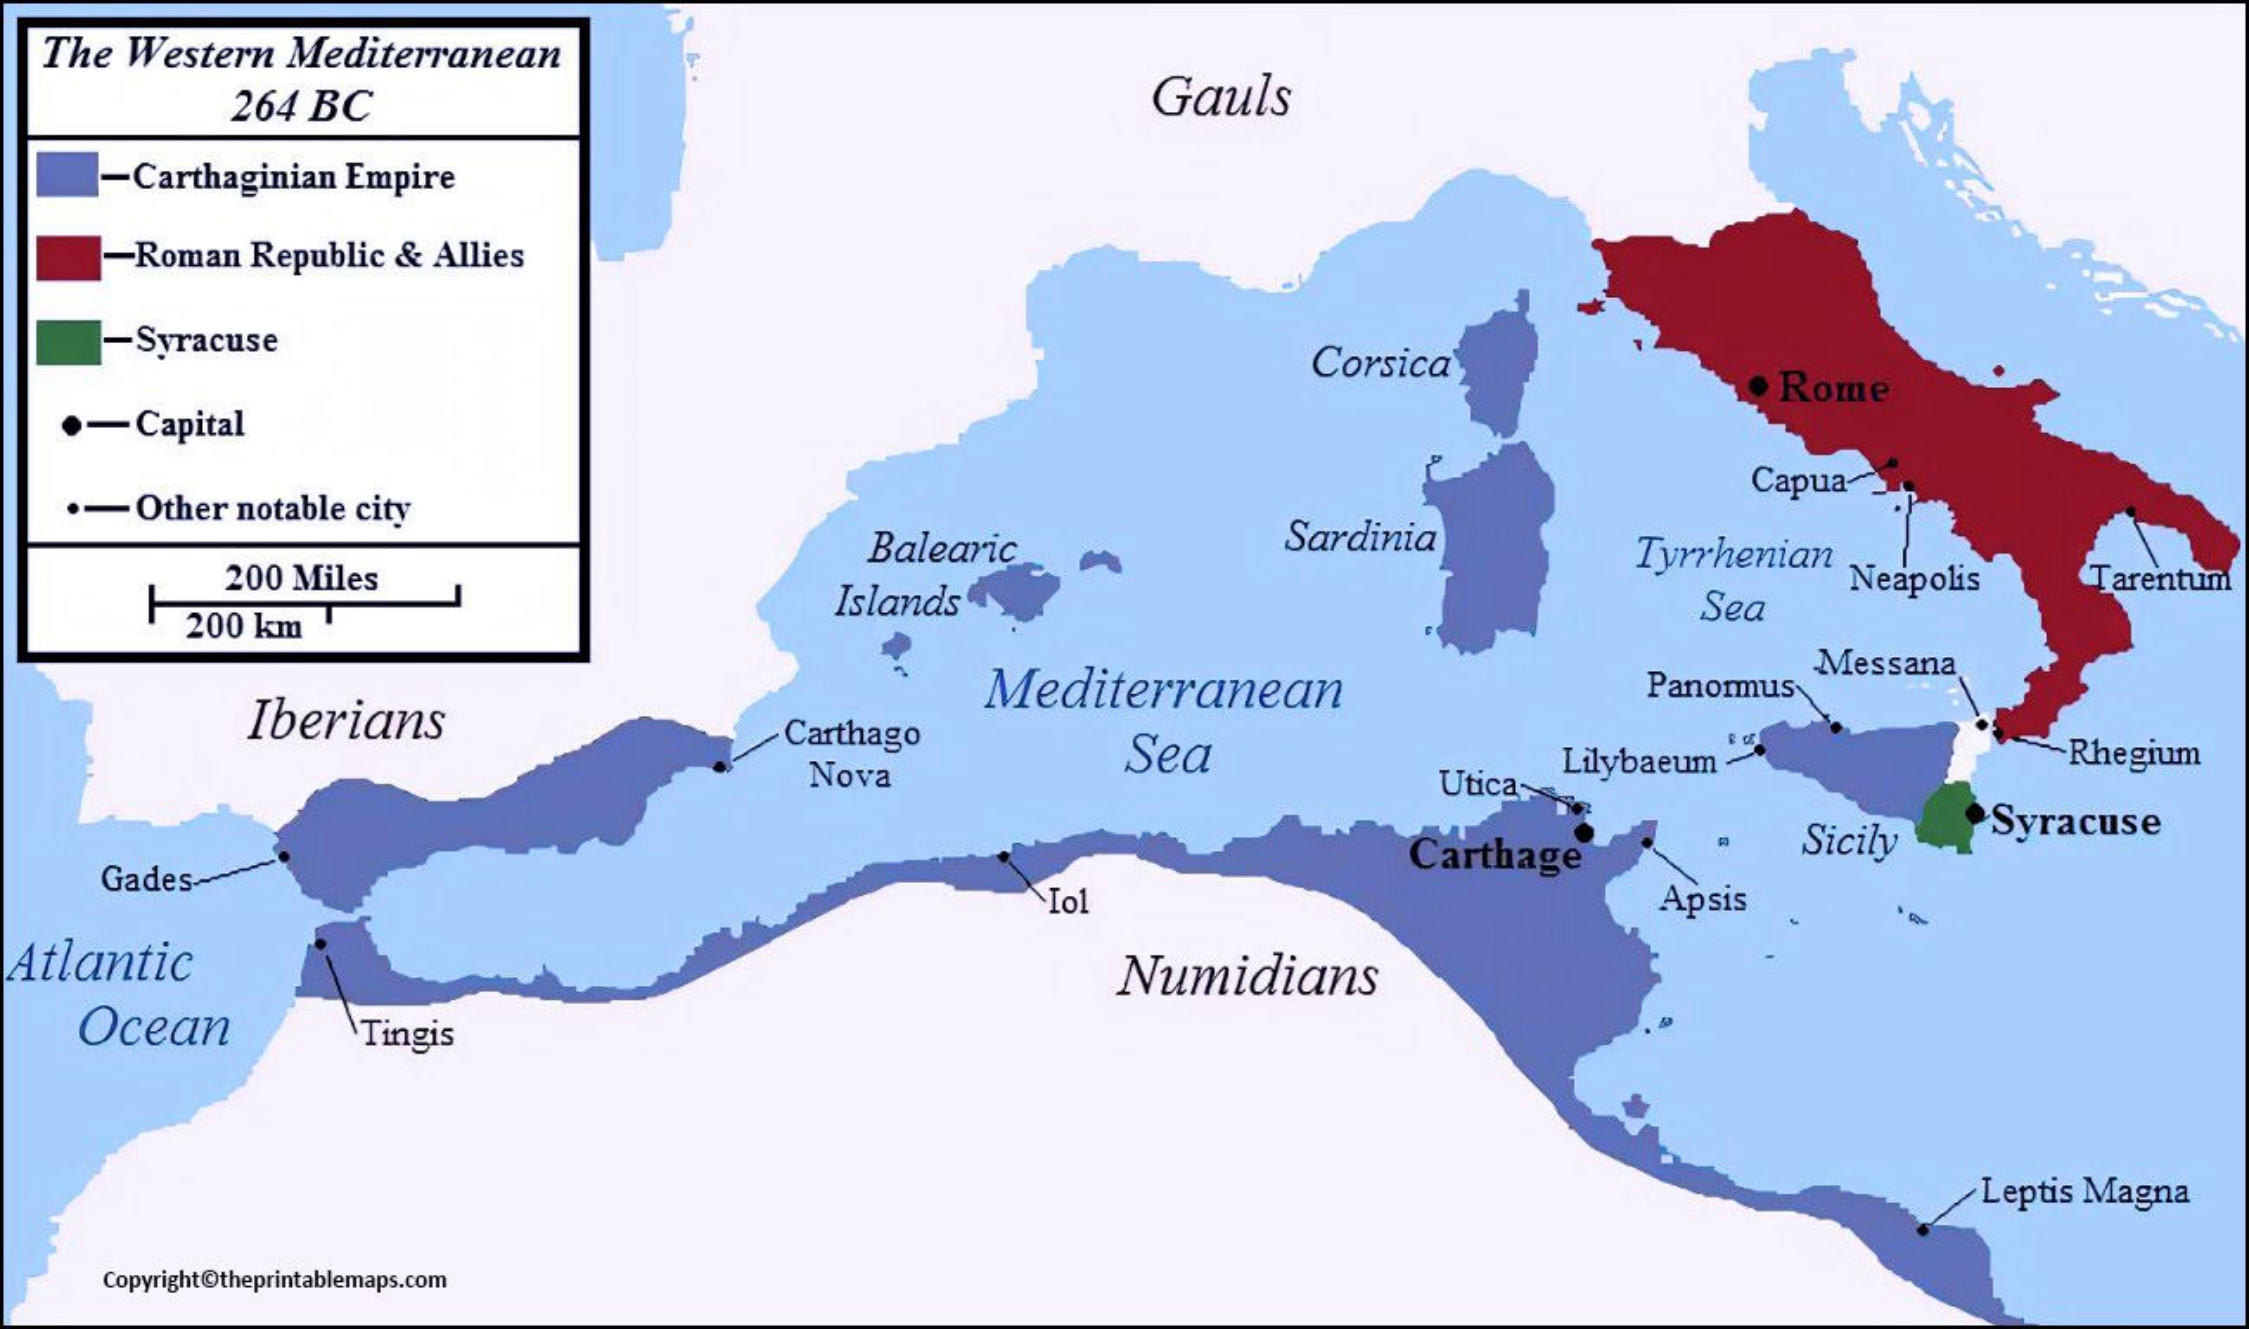 The Western Mediterranean
264 BC
Carthaginian Empire
Roman Republic & Allies
Syracuse
Capital
Other notable city
200 Miles
200 km
Gauls
Corsica
Rome
Capua
Sardinia
Balearic
Islands
Tyrrhenian
Sea
Neapolis
Tarentum
Messana
Panormus
Mediterranean
Sea
Iberians
Carthago
Nova
Lilybaeum
Rhegium
Utica
Syracuse
Sicily
Carthage
Gades
Iol
Apsis
Atlantic
Ocean
Numidians
Tingis
Leptis Magna
Copyright©theprintablemaps.com